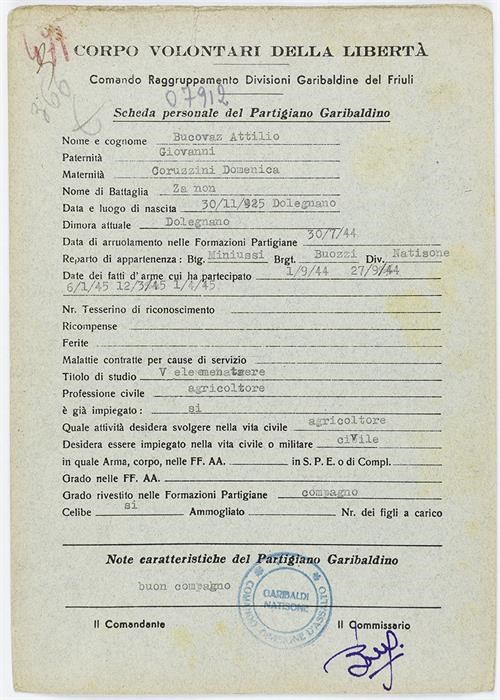 CORPO VOLONTARI DELLA LIBERTÀ
Comando Raggruppamento Divisioni Garibaldine del Friuli
07912
Scheda personale del Partigiano Garibaldino
Nome e cognome Bucovaz Attilio
Paternità Giovanni
Maternità Coruzzini Domenica
Nome di Battaglia Za non
Data e luogo di nascita 30/11/925 Dolegnano
Dimora attuale Dolegnano
Data di arruolamento nelle Formazioni Partigiane 30/7/44
Reparto di appartenenza : Btg. Miniussi Brgt. Buozzi Div. Natisone
Date dei fatti d'arme cui ha partecipato 1/9/44 27/9/44
6/1/45 12/3/45 1/4/45
Nr. Tesserino di riconoscimento
Ricompense
Ferite
Malattie contratte per cause di servizio
Titolo di studio V
Professione civile agricoltore
è già impiegato : si
Quale attività desidera svolgere nella vita civile agricoltore
Desidera essere impiegato nella vita civile o militare civile
in quale Arma, corpo, nelle FF. AA. in S. P. E. o di Compl.
Grado nelle FF. AA.
Grado rivestito nelle Formazioni Partigiane compagno
Celibe si Ammogliato Nr. dei figli a carico
Note caratteristiche del Partigiano Garibaldino
buon compagno
GARIBALDI
NATISONE
COMANDO DIVISIONE D'ASSALTO
Il Comandante Il Commissario